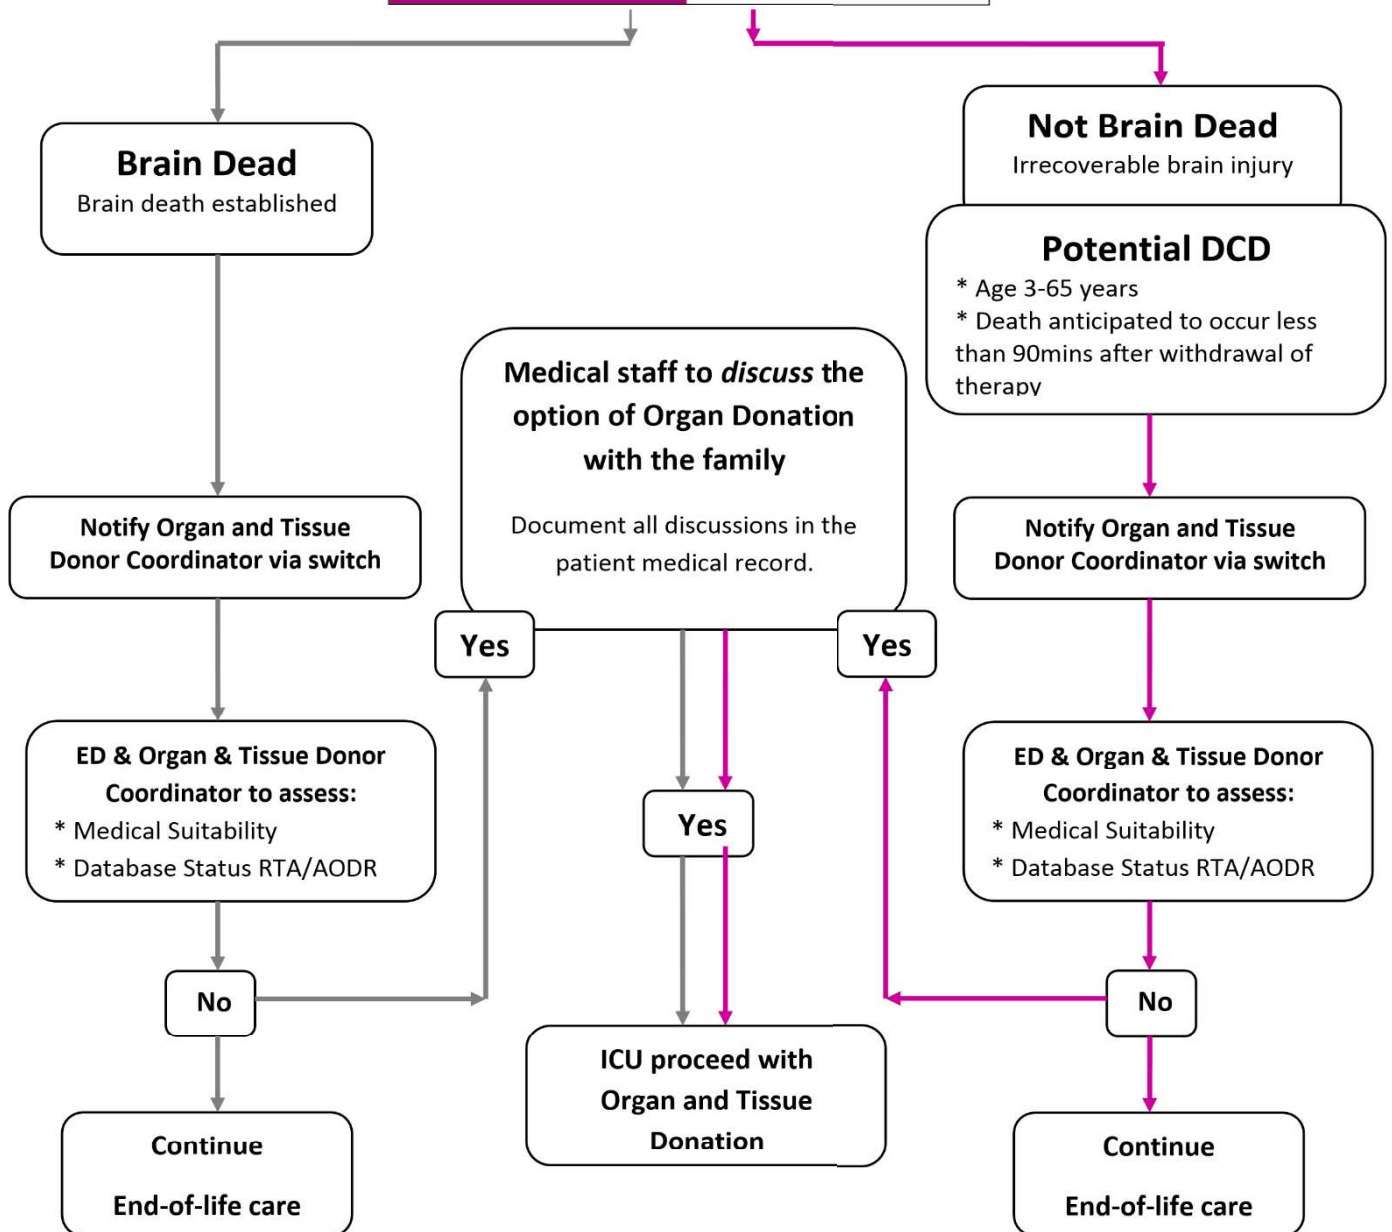 Brain Dead
Brain death established
Not Brain Dead
Irrecoverable brain injury
Potential DCD
* Age 3-65 years
* Death anticipated to occur less
than 90mins after withdrawal of
therapy
Medical staff to discuss the
option of Organ Donation
with the family
Document all discussions in the
patient medical record.
Notify Organ and Tissue
Donor Coordinator via switch
Notify Organ and Tissue
Donor Coordinator via switch
Yes
Yes
ED & Organ & Tissue Donor
Coordinator to assess:
* Medical Suitability
* Database Status RTA/AODR
Yes
ED & Organ & Tissue Donor
Coordinator to assess:
* Medical Suitability
* Database Status RTA/AODR
No
No
ICU proceed with
Organ and Tissue
Donation
Continue
End-of-life care
Continue
End-of-life care